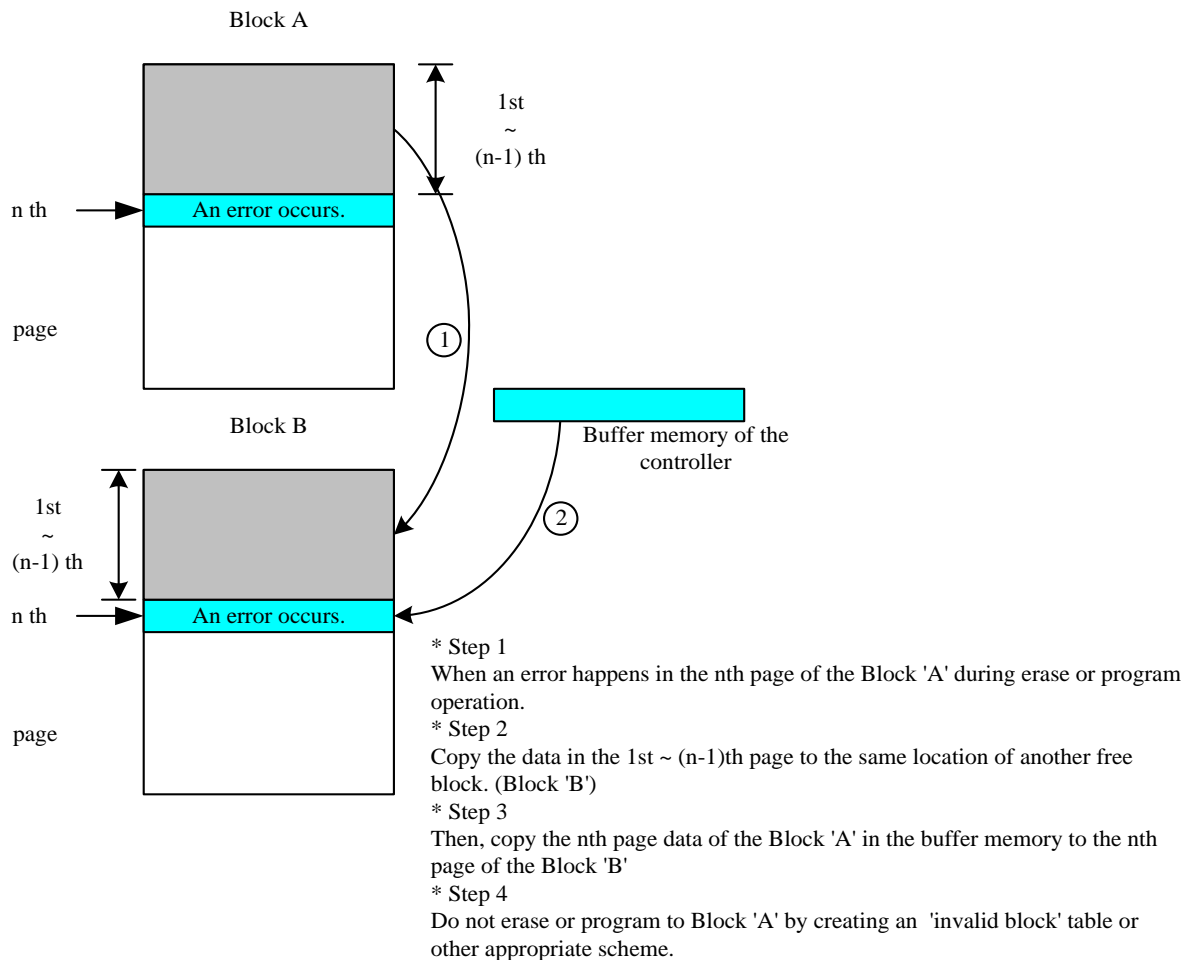 Block A
1st
~
(n-1) th
n th
An error occurs.
page
1
Block B
Buffer memory of the
controller
1st
~
(n-1) th
2
n th
An error occurs.
page
* Step 1
When an error happens in the nth page of the Block 'A' during erase or program
operation.
* Step 2
Copy the data in the 1st ~ (n-1)th page to the same location of another free
block. (Block 'B')
* Step 3
Then, copy the nth page data of the Block 'A' in the buffer memory to the nth
page of the Block 'B'
* Step 4
Do not erase or program to Block 'A' by creating an 'invalid block' table or
other appropriate scheme.